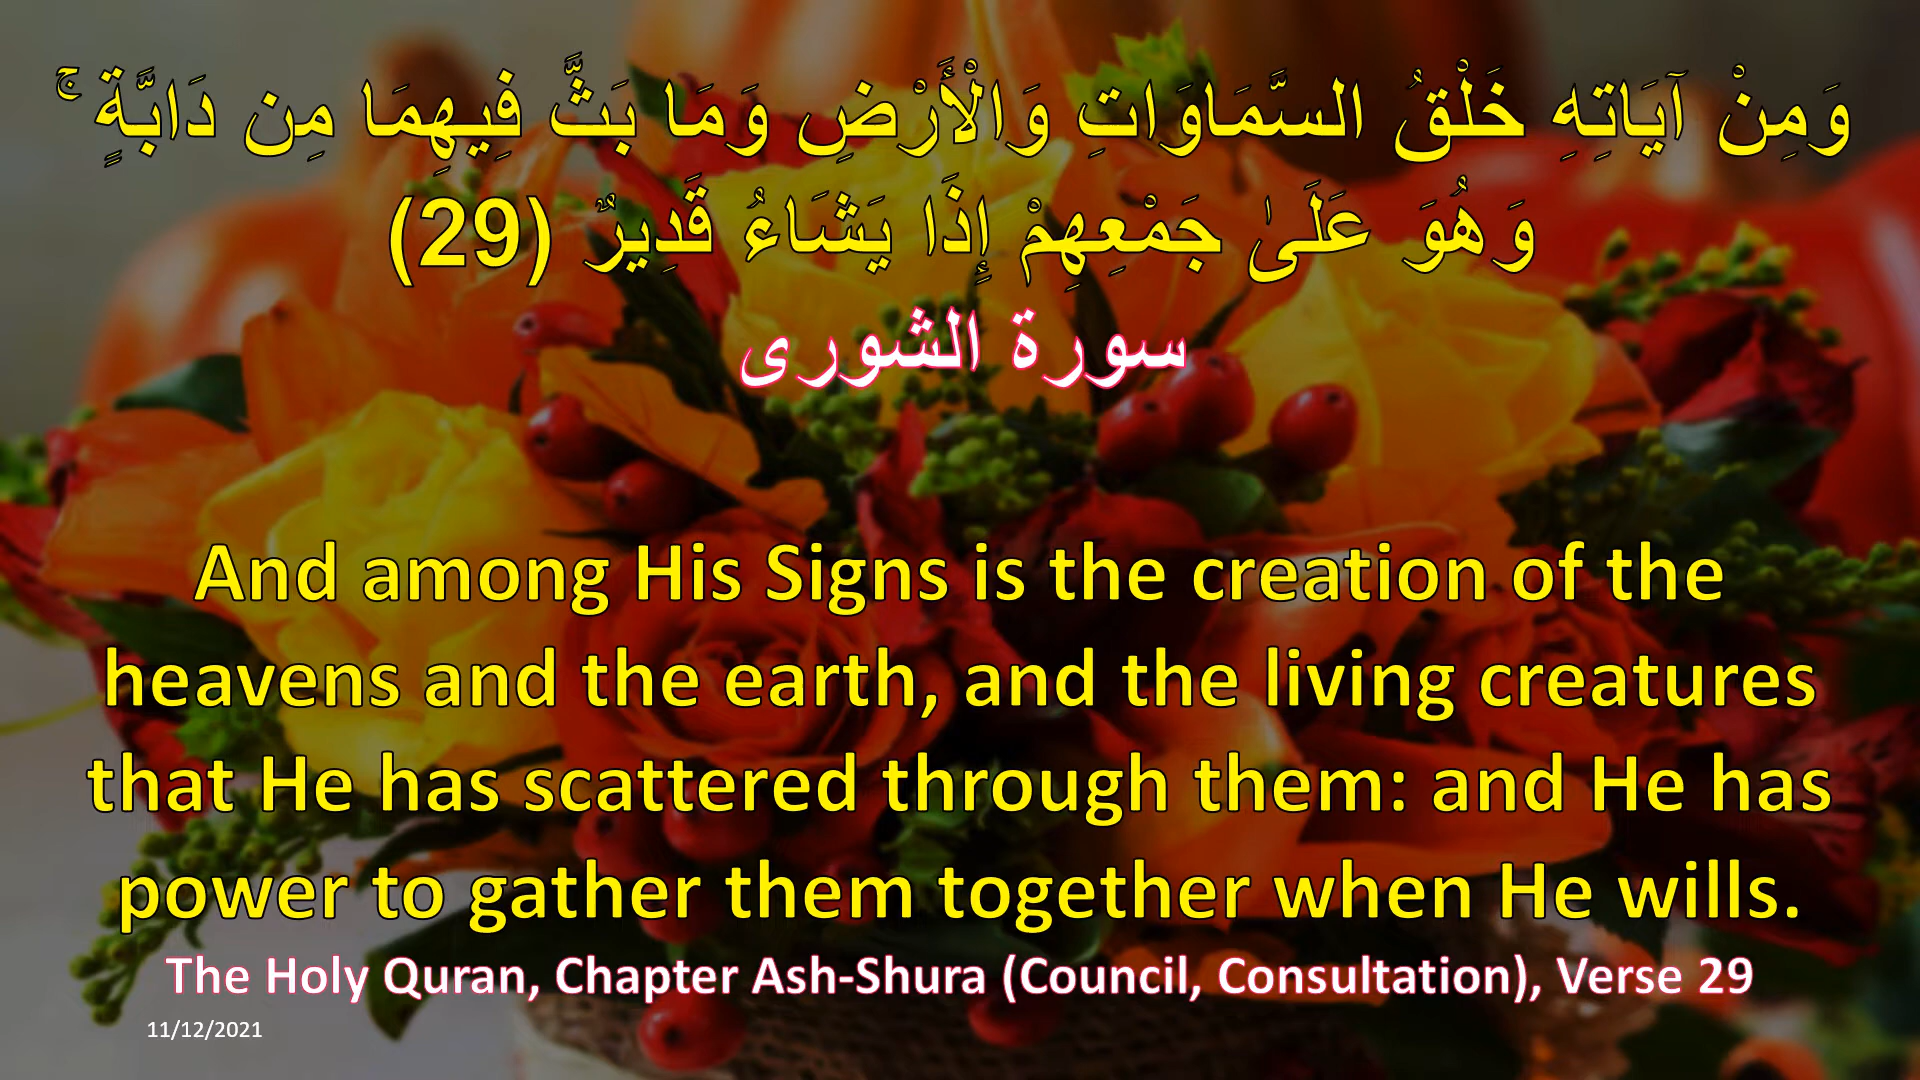 وَمِنْ آيَاتِهِ خَلْقُ السَّمَاوَاتِ وَالْأَرْضِ وَمَا بَثَّ فِيهِمَا مِن دَابَّةٍ ۚ
وَهُوَ عَلَىٰ جَمْعِهِمْ إِذَا يَشَاءُ قَدِيرٌ (29)
سورة الشورى
And among His Signs is the creation of the
heavens and the earth, and the living creatures
that He has scattered through them: and He has
power to gather them together when He wills.
The Holy Quran, Chapter Ash-Shura (Council, Consultation), Verse 29
11/12/2021